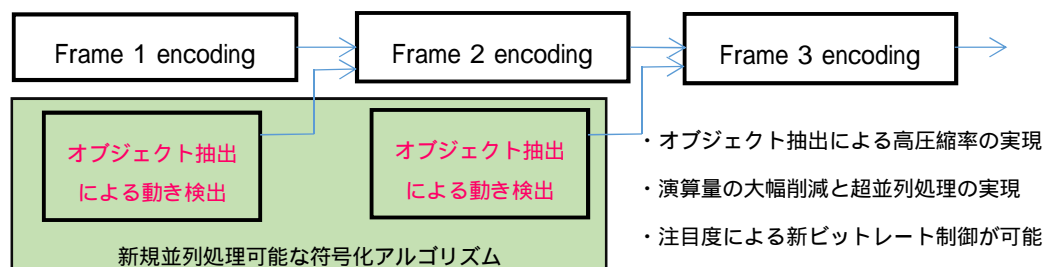 Frame 1 encoding
Frame 2 encoding
Frame 3 encoding
オブジェクト抽出
による動き検出
オブジェクト抽出
による動き検出
新規並列処理可能な符号化アルゴリズム
・オブジェクト抽出による高圧縮率の実現
・演算量の大幅削減と超並列処理の実現
・注目度による新ビットレート制御が可能